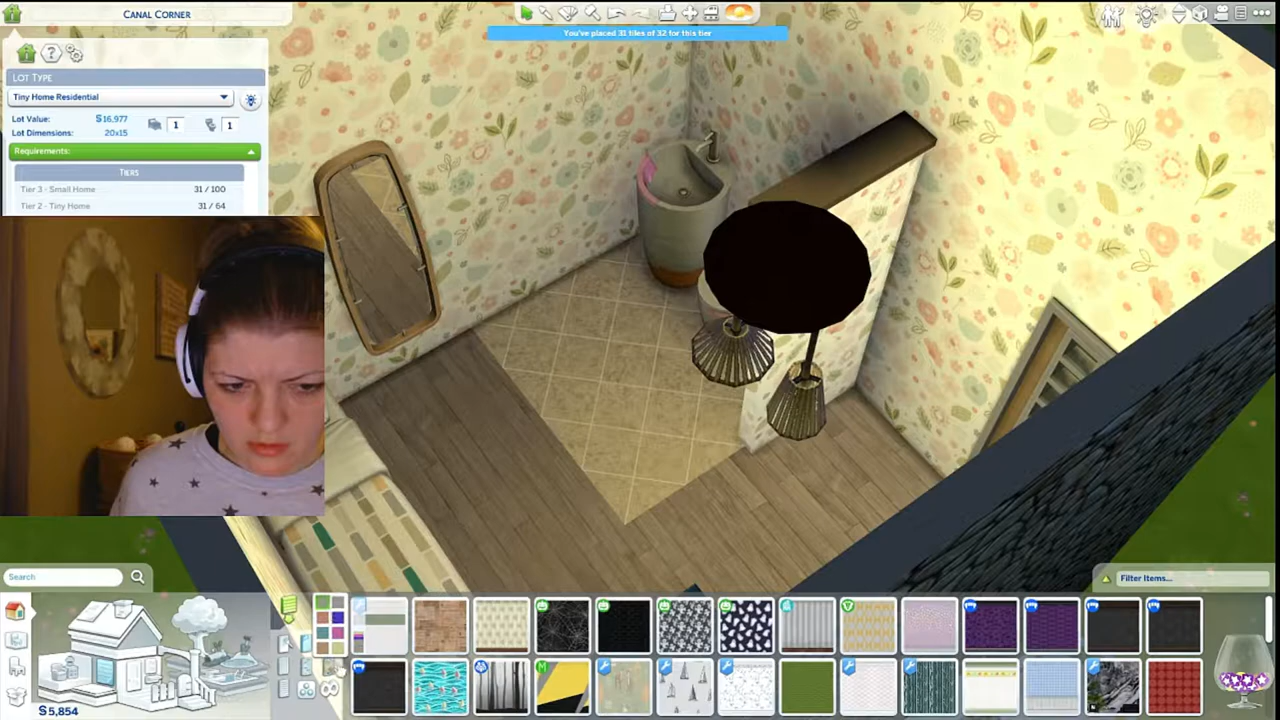 CANAL CORNER
You've placed 31 tiles of 32 for this tier
LOT TYPE
Tiny Home Residential
Lot Value: $16,977 1 1
Lot Dimensions: 20x15
Requirements:
TIERS
Tier 3 - Small Home 31 / 100
Tier 2 - Tiny Home 31 / 64
Search
Filter Items...
$5,854